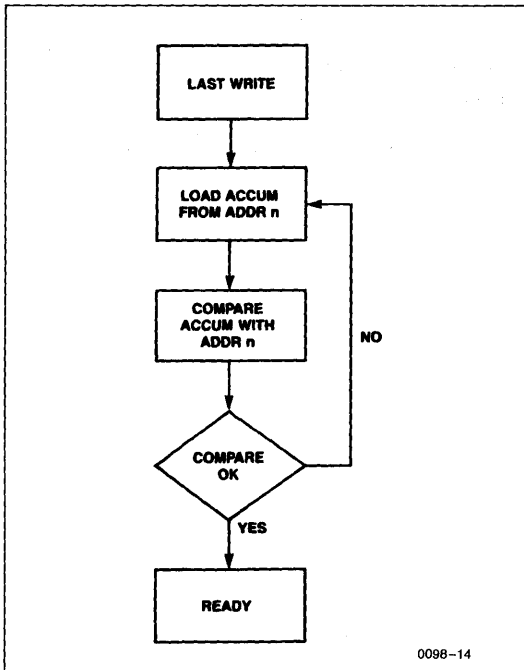 LAST WRITE
LOAD ACCUM
FROM ADDR n
COMPARE
ACCUM WITH
ADDR n
NO
COMPARE
OK
YES
READY
0098-14